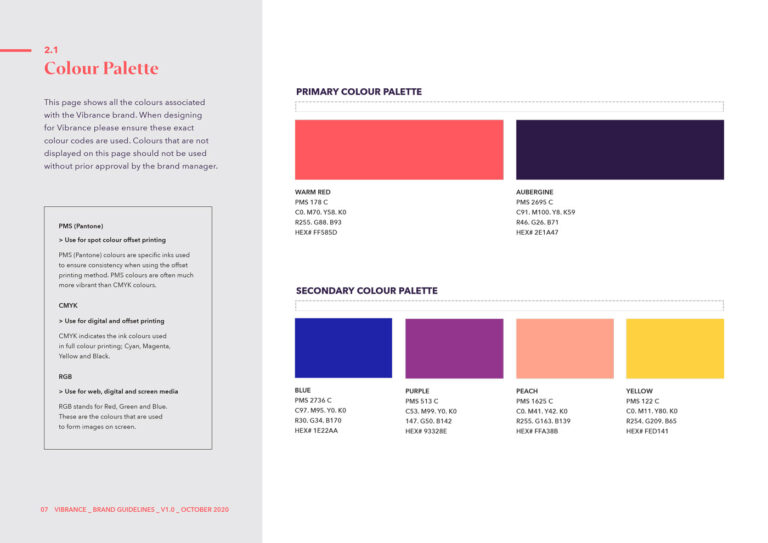 2.1
Colour Palette
This page shows all the colours associated
with the Vibrance brand. When designing
for Vibrance please ensure these exact
colour codes are used. Colours that are not
displayed on this page should not be used
without prior approval by the brand manager.
PMS (Pantone)
> Use for spot colour offset printing
PMS (Pantone) colours are specific inks used
to ensure consistency when using the offset
printing method. PMS colours are often much
more vibrant than CMYK colours.
CMYK
> Use for digital and offset printing
CMYK indicates the ink colours used
in full colour printing; Cyan, Magenta,
Yellow and Black.
RGB
> Use for web, digital and screen media
RGB stands for Red, Green and Blue.
These are the colours that are used
to form images on screen.
07 VIBRANCE _ BRAND GUIDELINES _ V1.0 _ OCTOBER 2020
PRIMARY COLOUR PALETTE
WARM RED
PMS 178 C
C0. M70. Y58. K0
R255. G88. B93
HEX# FF585D
AUBERGINE
PMS 2695 C
C91. M100. Y8. K59
R46. G26. B71
HEX# 2E1A47
SECONDARY COLOUR PALETTE
BLUE
PMS 2736 C
C97. M95. Y0. K0
R30. G34. B170
HEX# 1E22AA
PURPLE
PMS 513 C
C53. M99. Y0. K0
147. G50. B142
HEX# 93328E
PEACH
PMS 1625 C
C0. M41. Y42. K0
R255. G163. B139
HEX# FFA38B
YELLOW
PMS 122 C
C0. M11. Y80. K0
R254. G209. B65
HEX# FED141